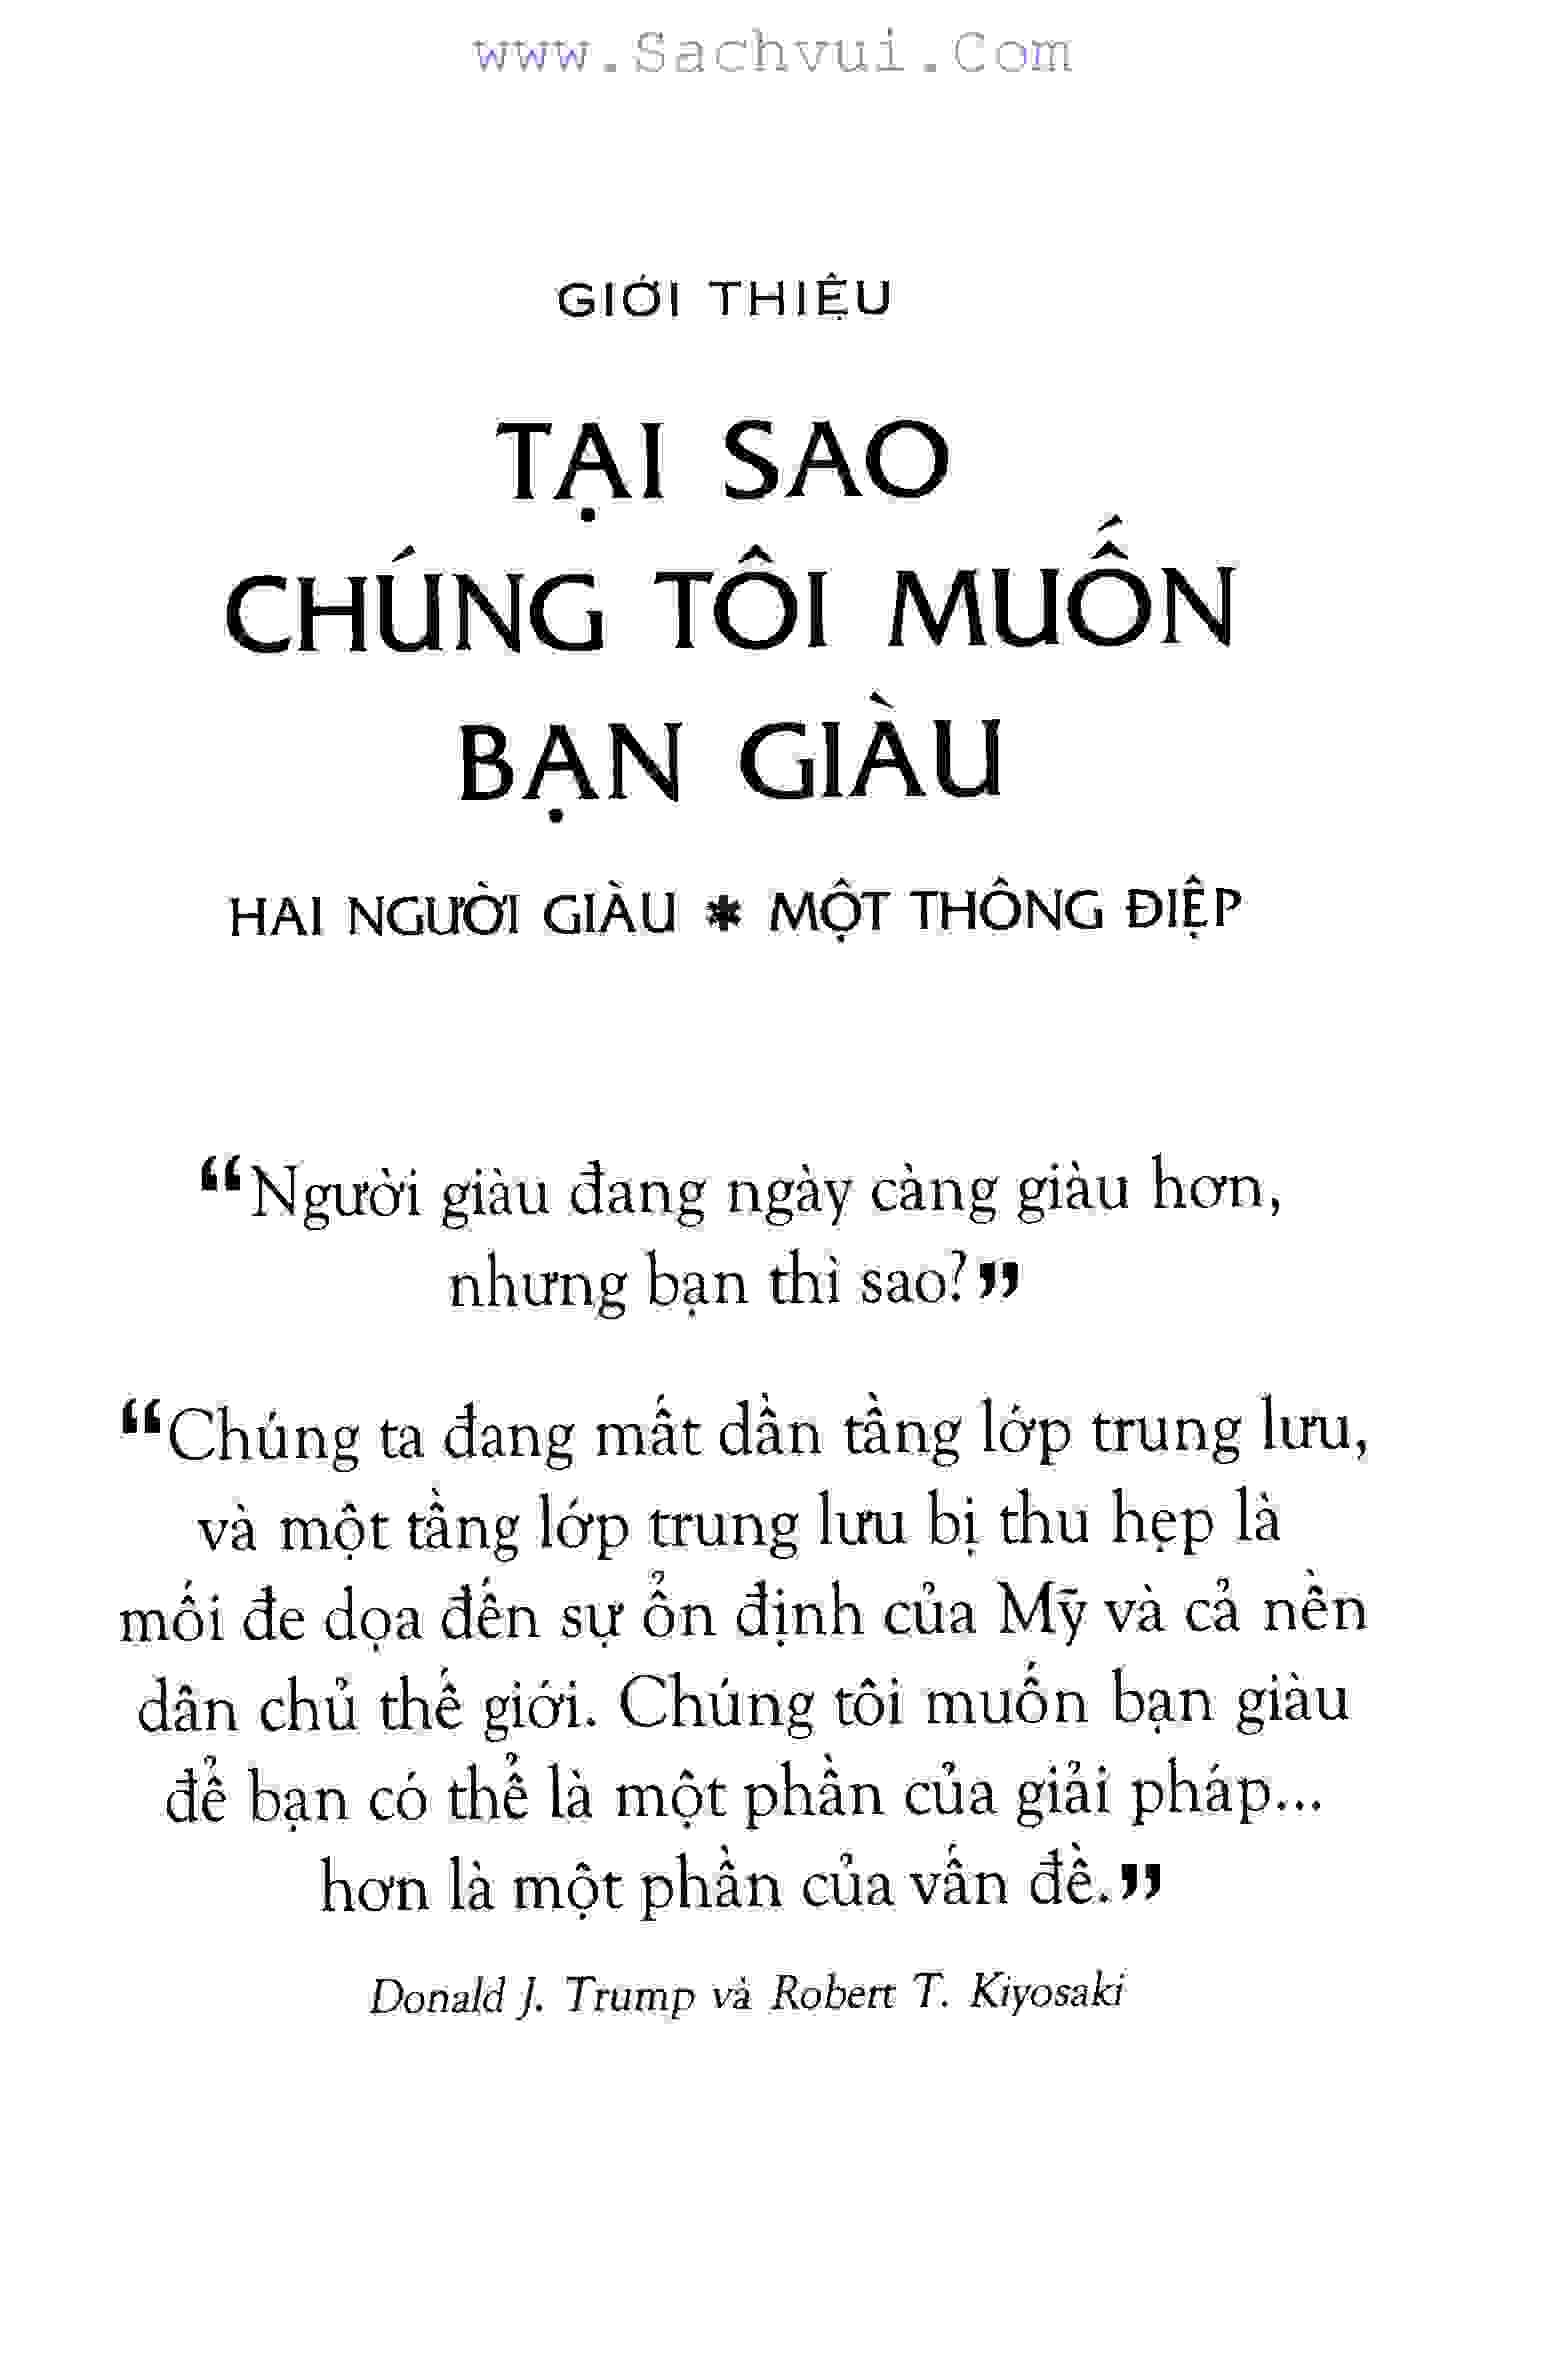 www.Sachvui.Com
GIỚI THIỆU
TẠI SAO
CHÚNG TÔI MUỐN
BẠN GIÀU
HAI NGƯỜI GIÀU * MỘT THÔNG ĐIỆP
“Người giàu đang ngày càng giàu hơn,
nhưng bạn thì sao?”
“Chúng ta đang mất dần tầng lớp trung lưu,
và một tầng lớp trung lưu bị thu hẹp là
mối đe dọa đến sự ổn định của Mỹ và cả nền
dân chủ thế giới. Chúng tôi muốn bạn giàu
để bạn có thể là một phần của giải pháp...
hơn là một phần của vấn đề.”
Donald J. Trump và Robert T. Kiyosaki